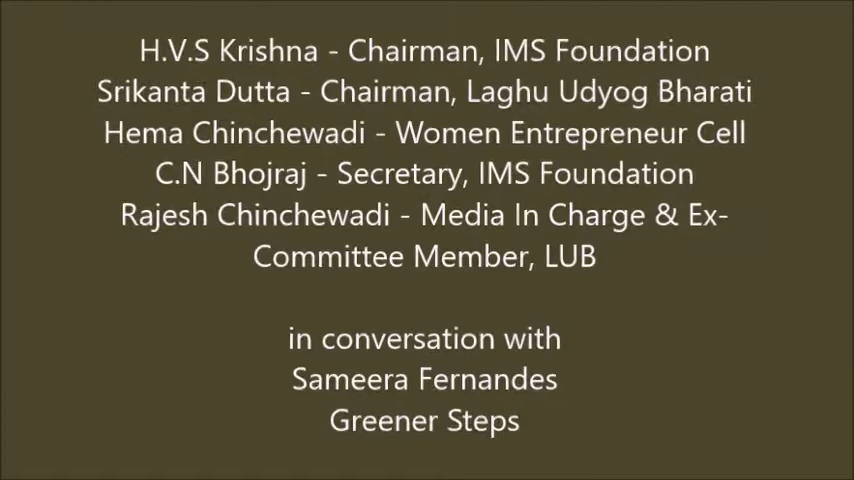 H.V.S Krishna - Chairman, IMS Foundation
Srikanta Dutta - Chairman, Laghu Udyog Bharati
Hema Chinchewadi - Women Entrepreneur Cell
C.N Bhojraj - Secretary, IMS Foundation
Rajesh Chinchewadi - Media In Charge & Ex-
Committee Member, LUB
in conversation with
Sameera Fernandes
Greener Steps